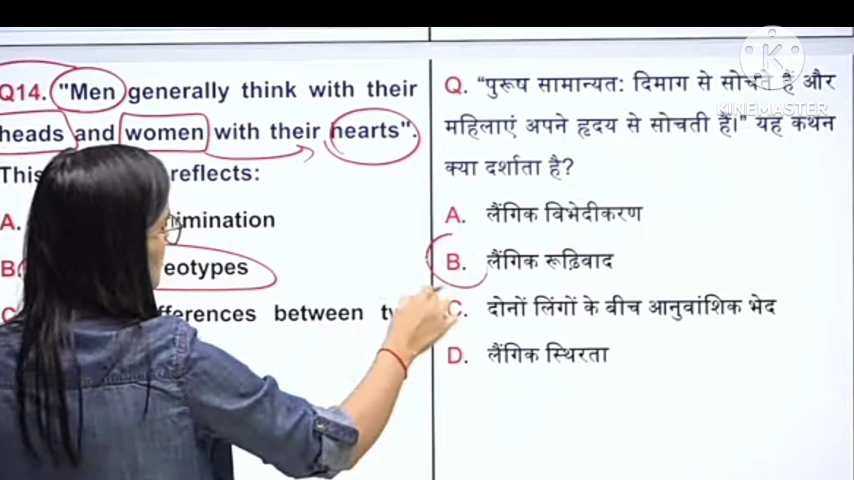 Q14. "Men generally think with their
heads and women with their hearts".
This reflects:
A. imination
B. eotypes
C. fferences between tw
Q. “पुरूष सामान्यतः दिमाग से सोचते हैं और
महिलाएं अपने हृदय से सोचती हैं।” यह कथन
क्या दर्शाता है?
A. लैंगिक विभेदीकरण
B. लैंगिक रूढ़िवाद
C. दोनों लिंगों के बीच आनुवांशिक भेद
D. लैंगिक स्थिरता
KINEMASTER